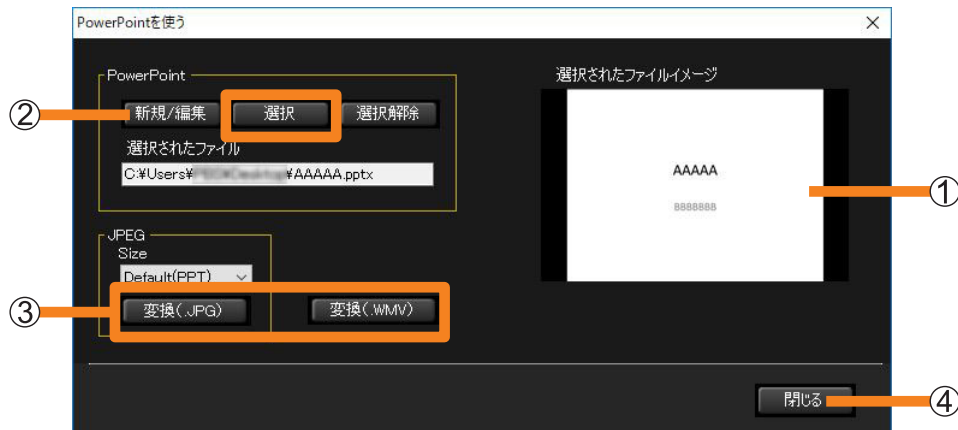 PowerPointを使う
PowerPoint
選択されたファイルイメージ
② 新規/編集 選択 選択解除
選択されたファイル
C:¥Users¥ ¥AAAAA.pptx
AAAAA
BBBBBBB
①
JPEG
Size
Default(PPT)
③ 変換(.JPG) 変換(.WMV)
閉じる ④